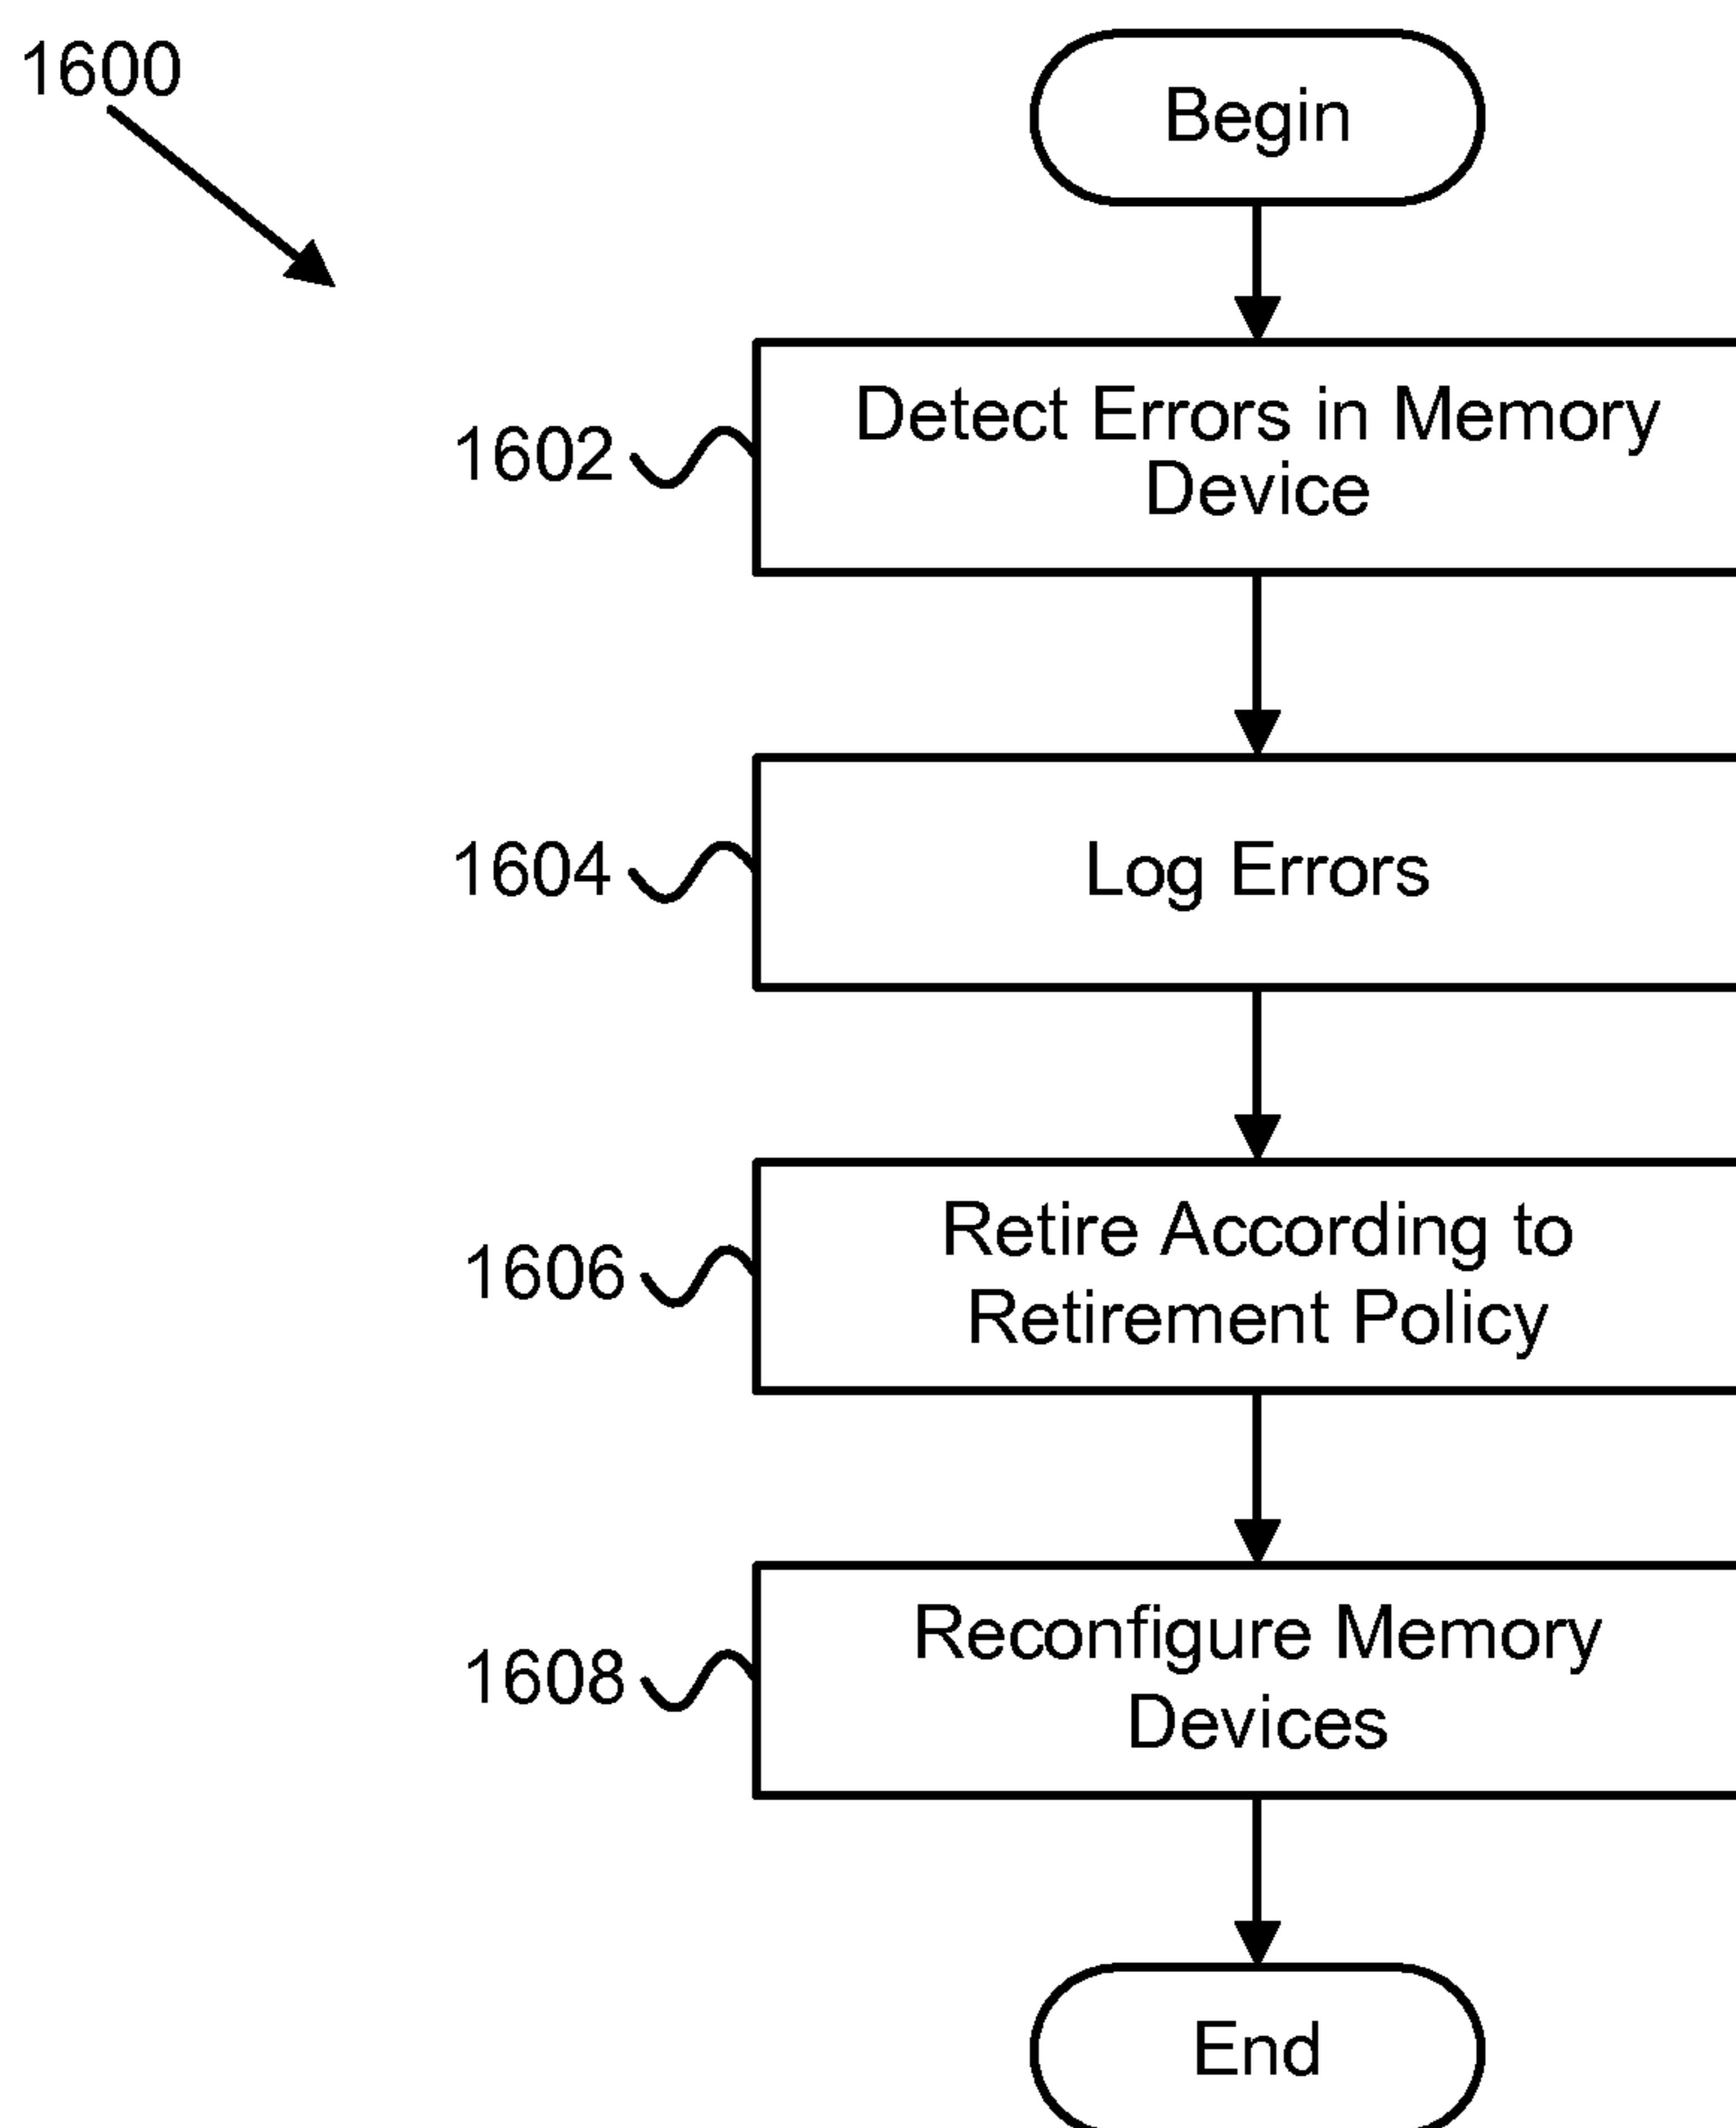 1600
Begin
1602
Detect Errors in Memory
Device
1604
Log Errors
1606
Retire According to
Retirement Policy
1608
Reconfigure Memory
Devices
End